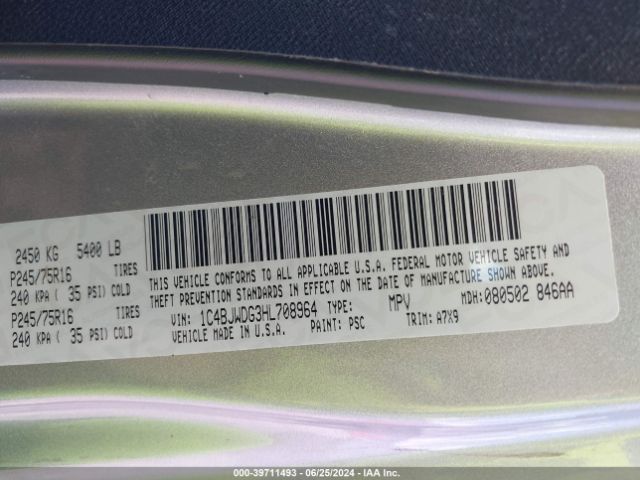 2450 KG 5400 LB
P245/75R16 TIRES
240 KPA ( 35 PSI) COLD
P245/75R16 TIRES
240 KPA ( 35 PSI) COLD
THIS VEHICLE CONFORMS TO ALL APPLICABLE U.S.A. FEDERAL MOTOR VEHICLE SAFETY AND
THEFT PREVENTION STANDARDS IN EFFECT ON THE DATE OF MANUFACTURE SHOWN ABOVE.
VIN: 1C4BJWDG3HL708964 TYPE: MPV MDH:080502 846AA
VEHICLE MADE IN U.S.A. PAINT: PSC TRIM: A7X9
000-39711493 - 06/25/2024 - IAA Inc.